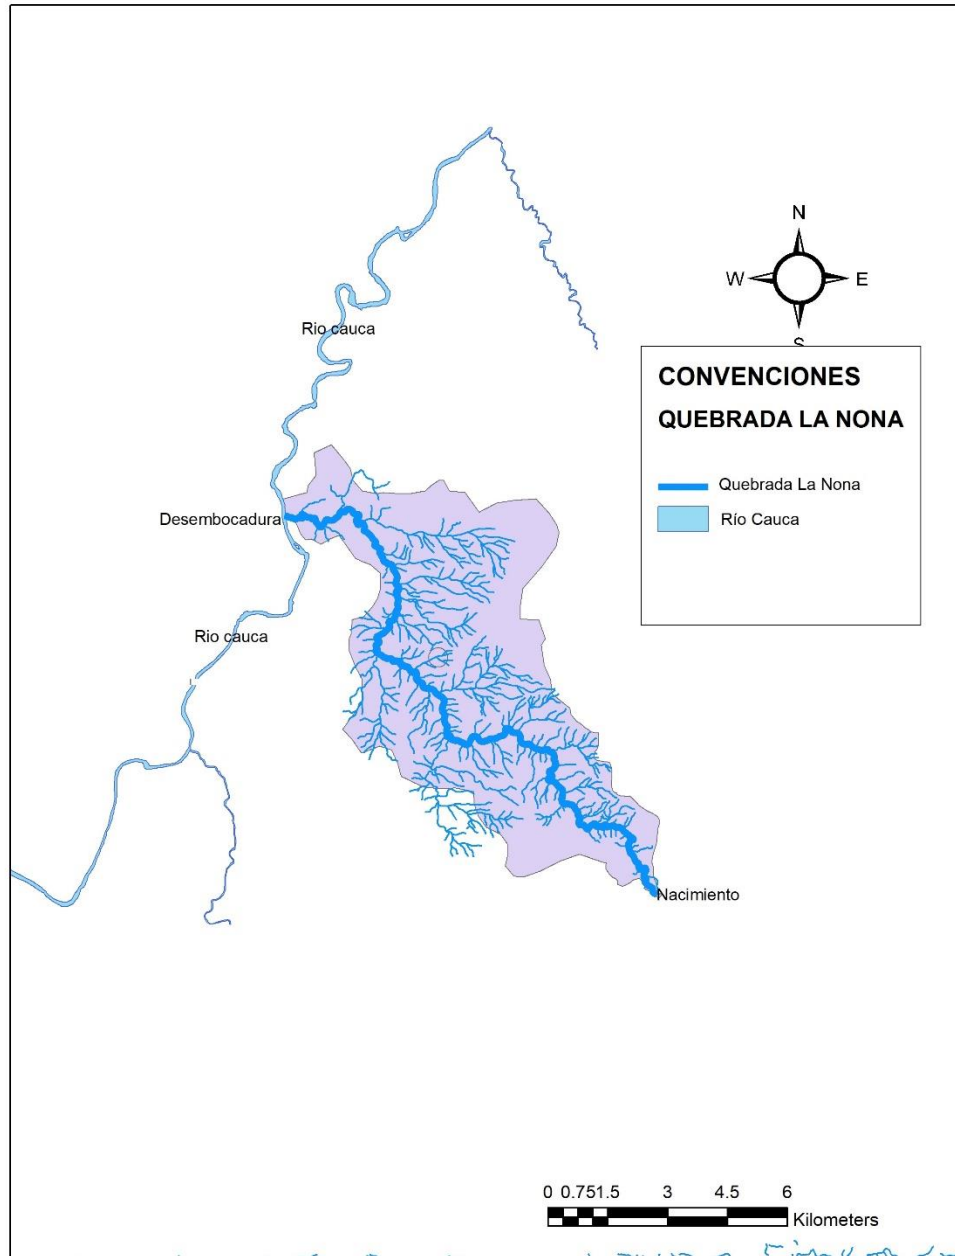 N
W E
S
Rio cauca
CONVENCIONES
QUEBRADA LA NONA
Quebrada La Nona
Río Cauca
Desembocadura
Rio cauca
Nacimiento
0 0.751.5 3 4.5 6
Kilometers